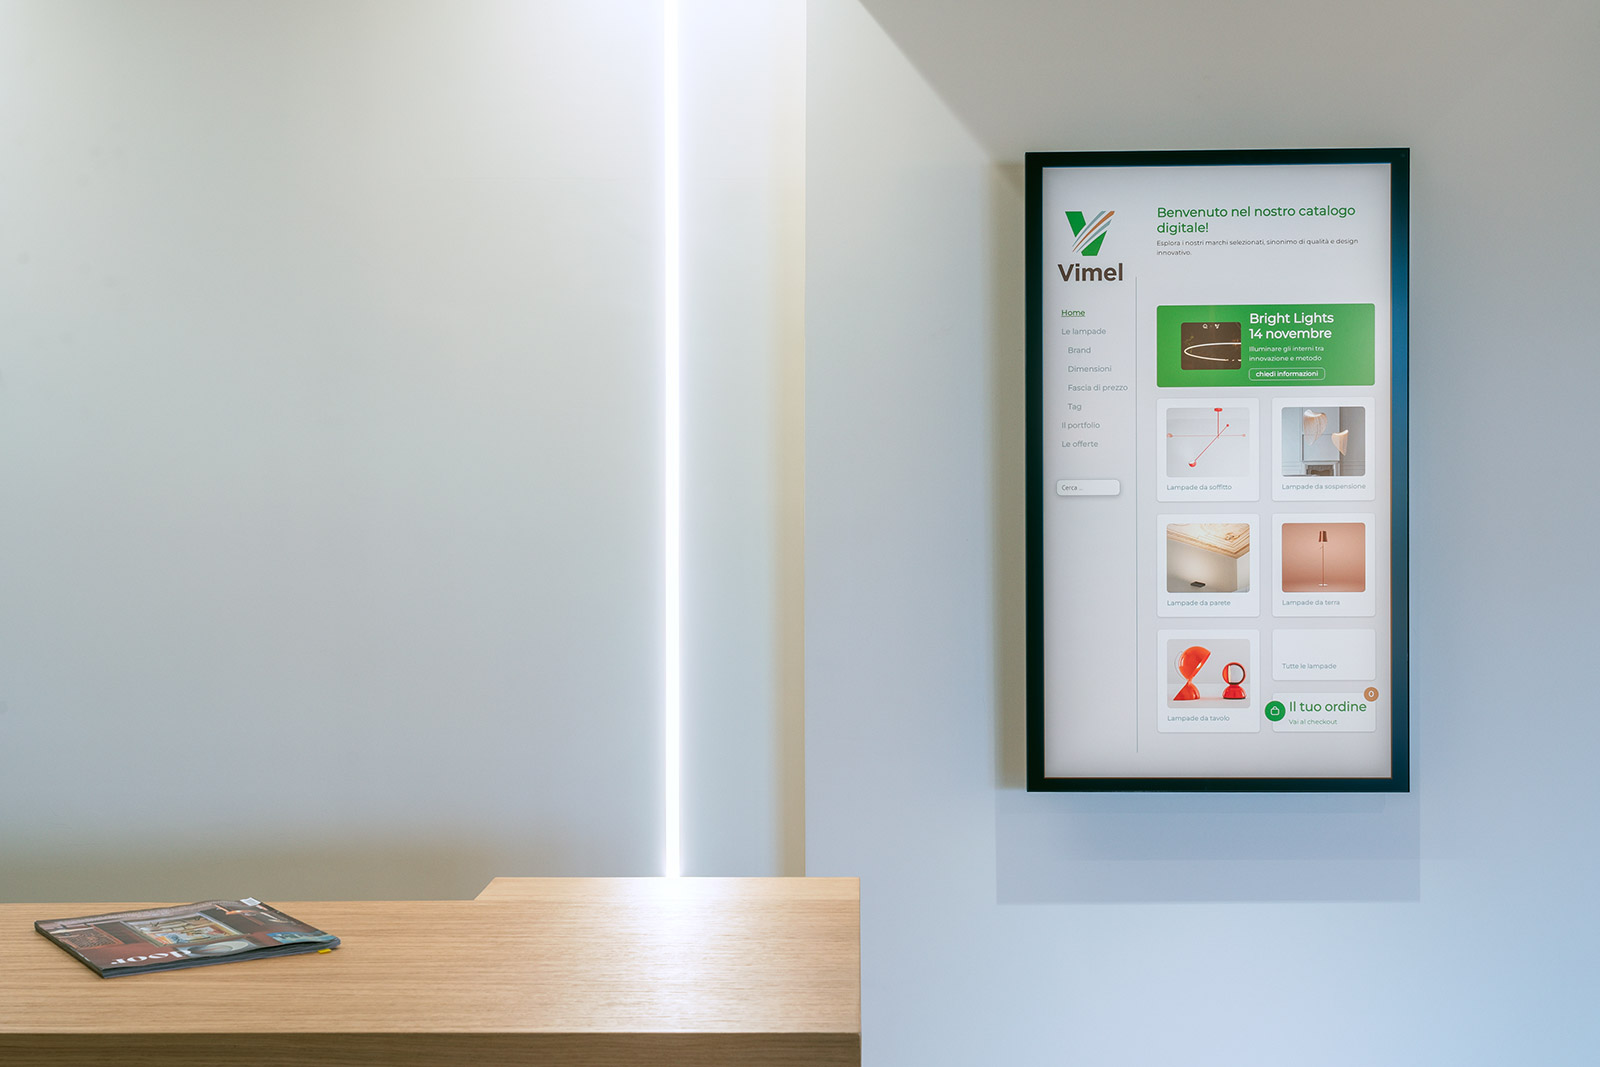 Vimel
Benvenuto nel nostro catalogo
digitale!
Esplora i nostri marchi selezionati, sinonimo di qualità e design
innovativo.
Home
Le lampade
Brand
Dimensioni
Fascia di prezzo
Tag
Il portfolio
Le offerte
Cerca ...
Bright Lights
14 novembre
Illuminare gli interni tra
innovazione e metodo
chiedi informazioni
Lampade da soffitto
Lampade da sospensione
Lampade da parete
Lampade da terra
Lampade da tavolo
Tutte le lampade
0
Il tuo ordine
Vai al checkout